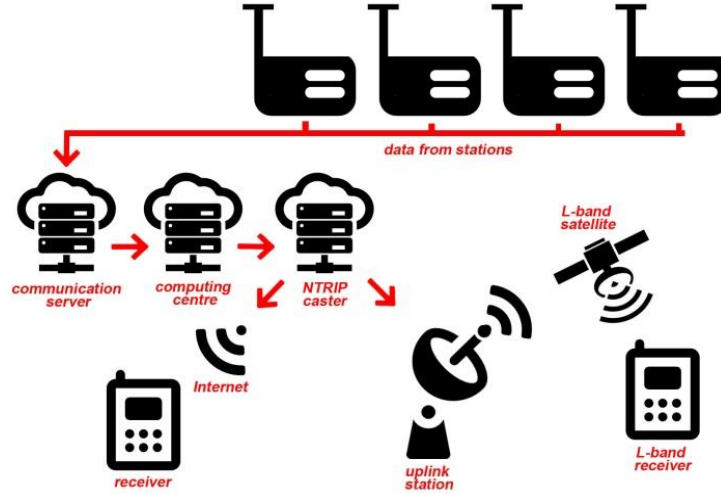 data from stations
L-band
satellite
communication
server
computing
centre
NTRIP
caster
Internet
receiver
uplink
station
L-band
receiver